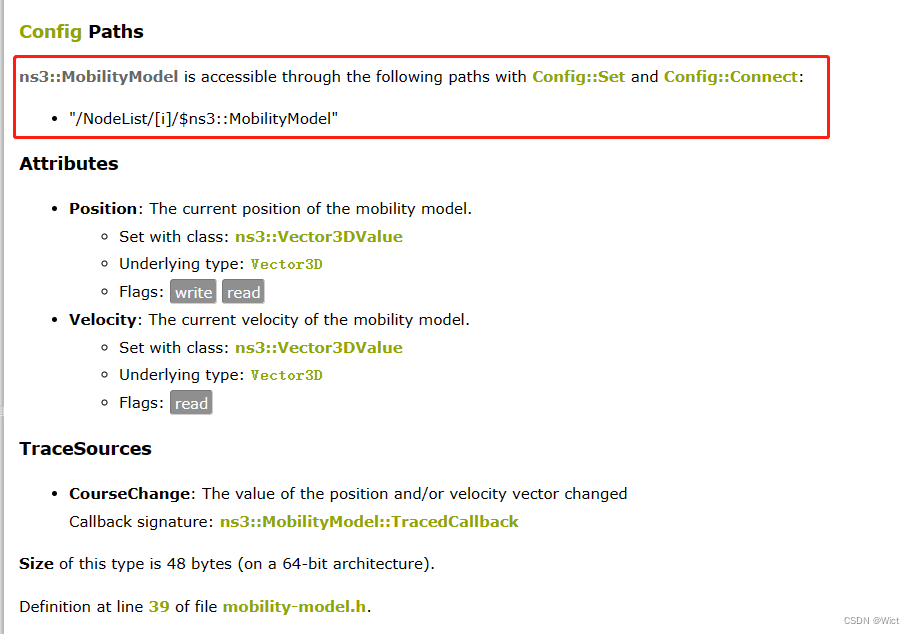 Config Paths
ns3::MobilityModel is accessible through the following paths with Config::Set and Config::Connect:
• "/NodeList/[i]/$ns3::MobilityModel"
Attributes
• Position: The current position of the mobility model.
◦ Set with class: ns3::Vector3DValue
◦ Underlying type: Vector3D
◦ Flags: write read
• Velocity: The current velocity of the mobility model.
◦ Set with class: ns3::Vector3DValue
◦ Underlying type: Vector3D
◦ Flags: read
TraceSources
• CourseChange: The value of the position and/or velocity vector changed
Callback signature: ns3::MobilityModel::TracedCallback
Size of this type is 48 bytes (on a 64-bit architecture).
Definition at line 39 of file mobility-model.h.
CSDN @Wict